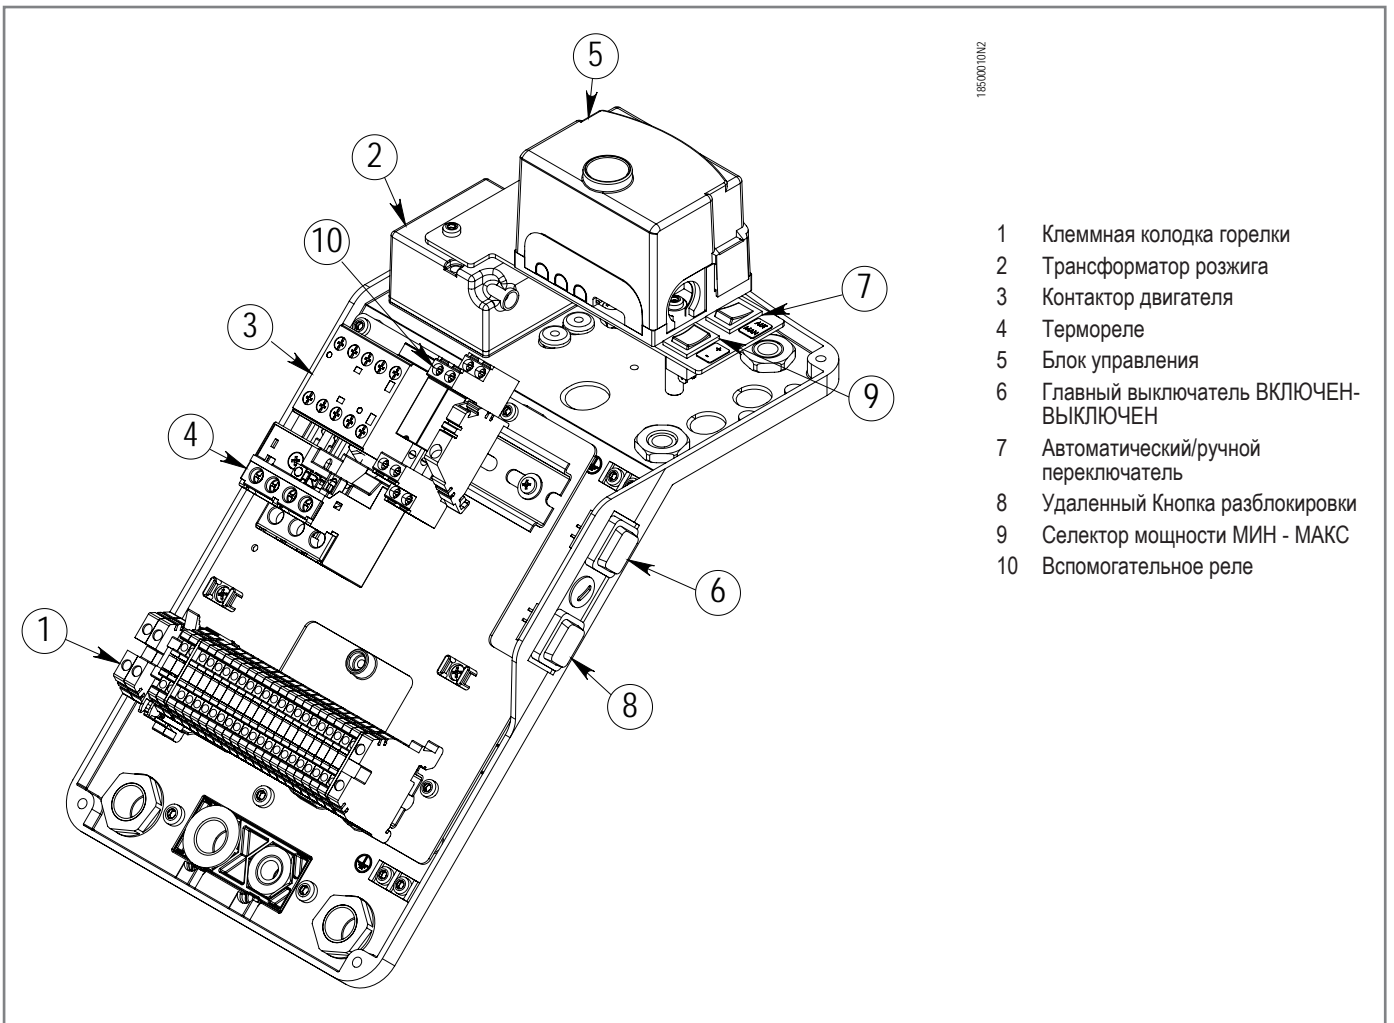 18500010N2
5
2
10
7
3
9
4
6
1
8
AUT
MAN
- +
1 Клеммная колодка горелки
2 Трансформатор розжига
3 Контактор двигателя
4 Термореле
5 Блок управления
6 Главный выключатель ВКЛЮЧЕН-
ВЫКЛЮЧЕН
7 Автоматический/ручной
переключатель
8 Удаленный Кнопка разблокировки
9 Селектор мощности МИН - МАКС
10 Вспомогательное реле